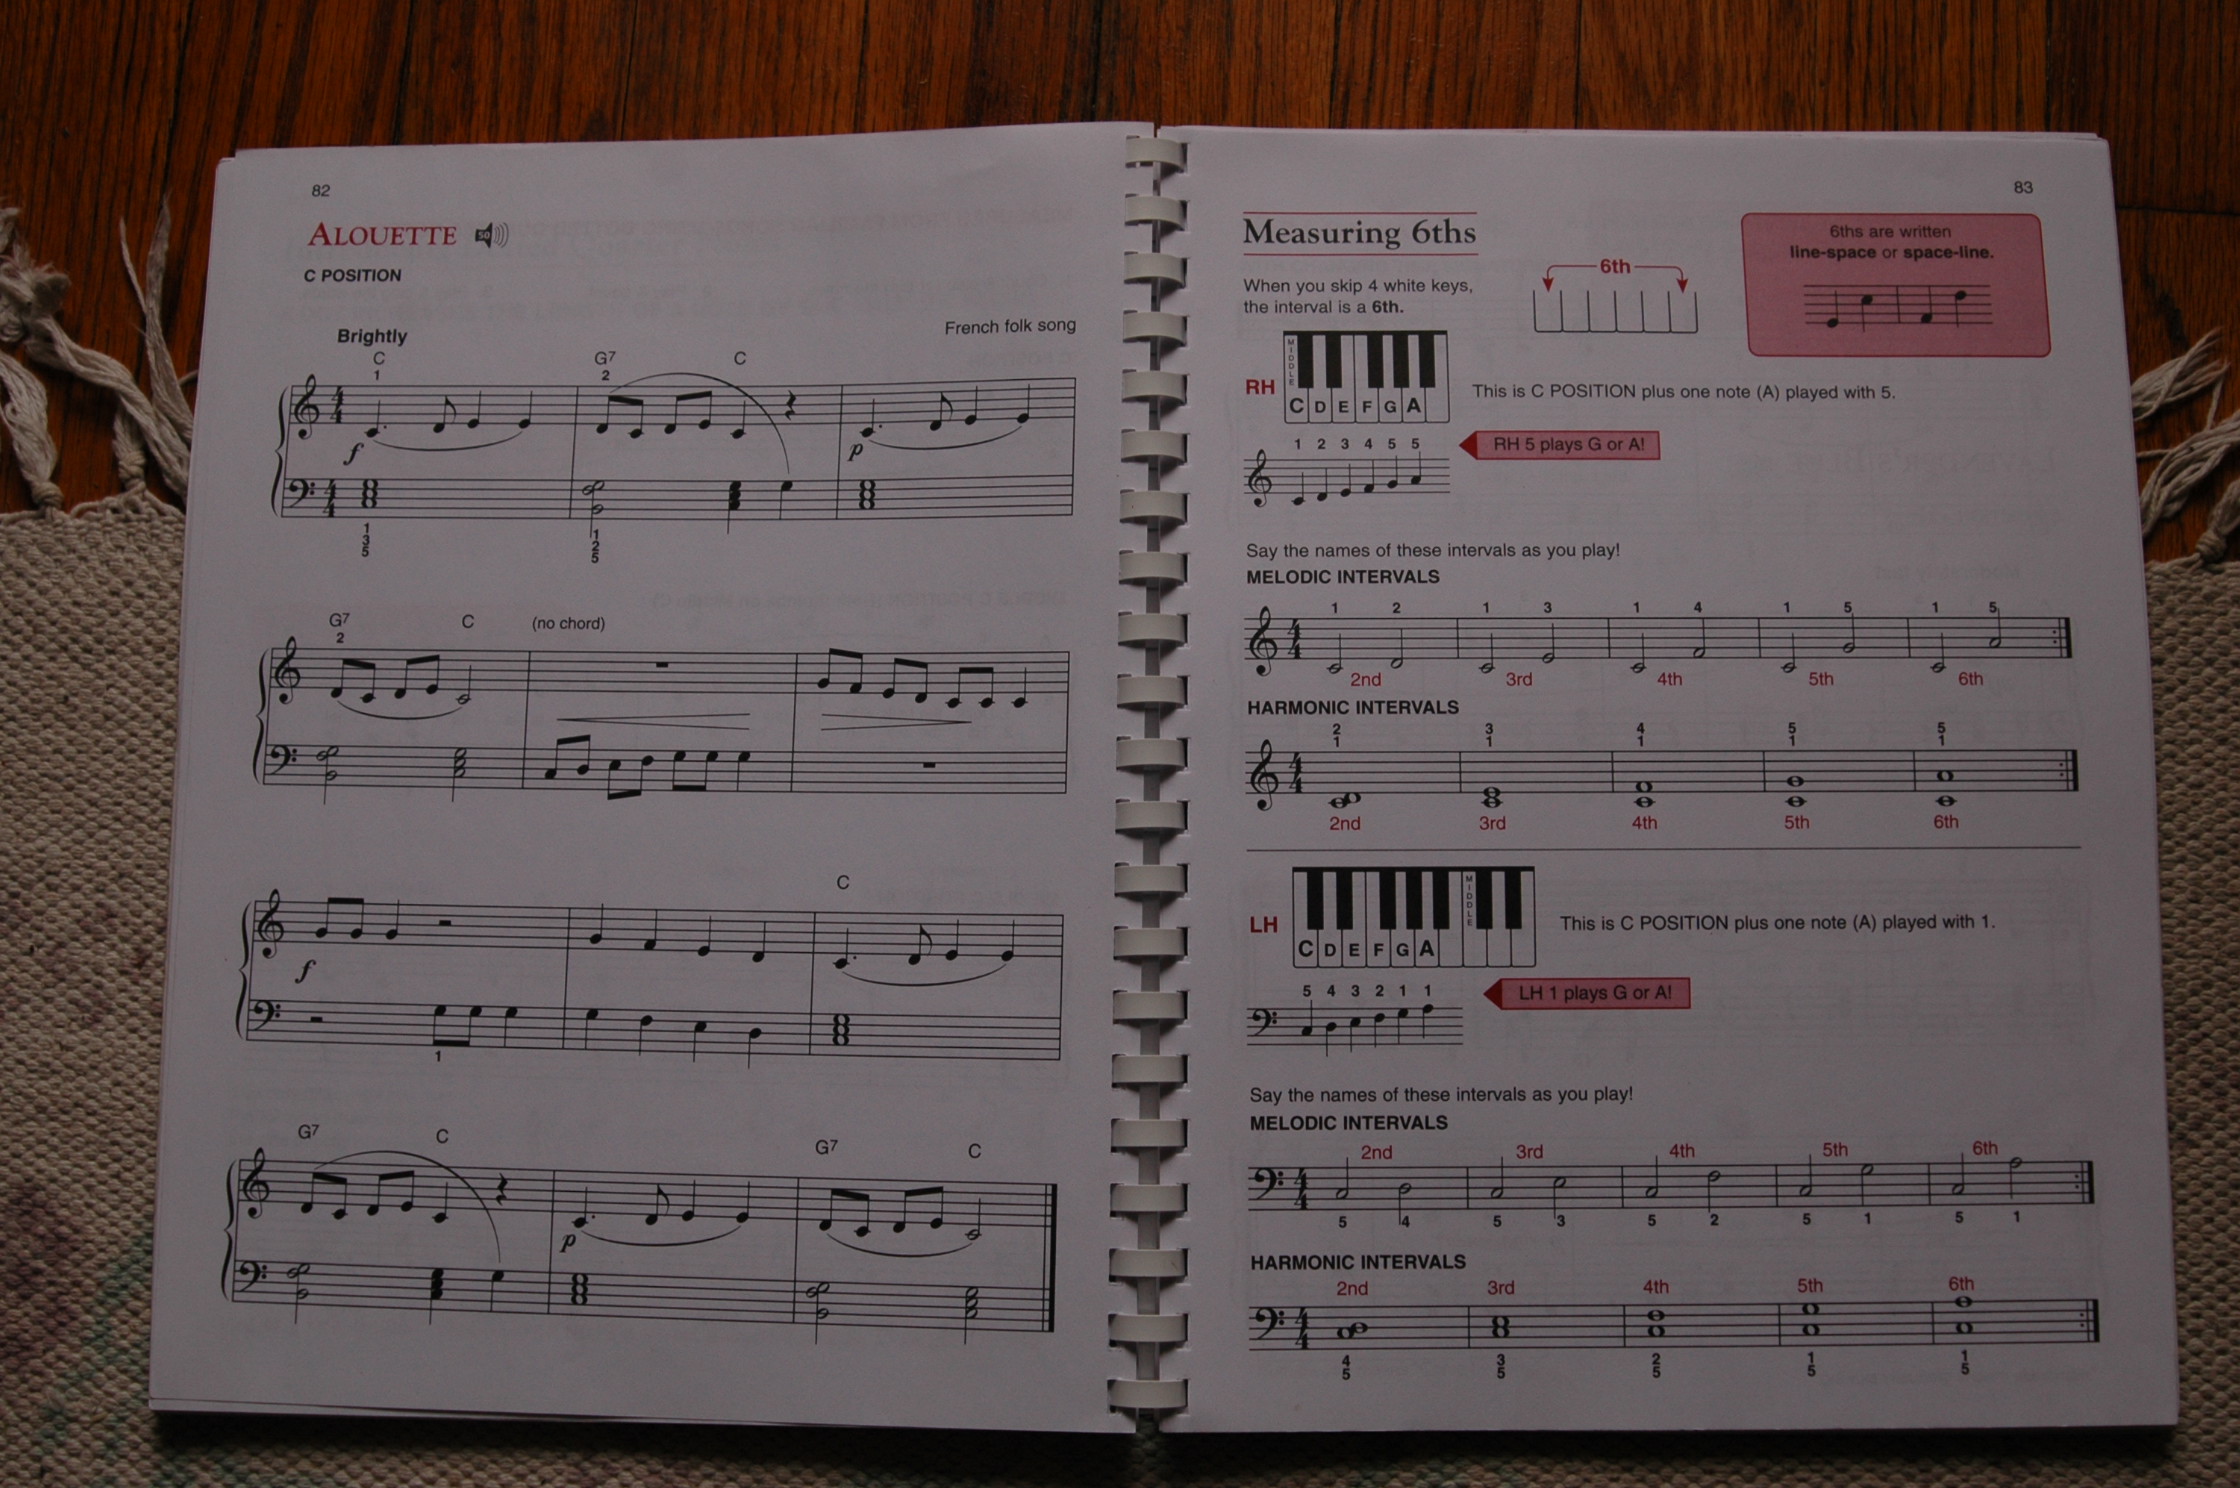 82
ALOUETTE 50
C POSITION
Brightly
French folk song
C G7 C
1 2
f p
1 1
3 2
5 5
G7 C (no chord)
2
C
f
1
G7 C G7 C
p
83
Measuring 6ths
6ths are written
line-space or space-line.
When you skip 4 white keys,
the interval is a 6th.
6th
MIDDLE
RH
C D E F G A
This is C POSITION plus one note (A) played with 5.
1 2 3 4 5 5
RH 5 plays G or A!
Say the names of these intervals as you play!
MELODIC INTERVALS
1 2 1 3 1 4 1 5 1 5
2nd 3rd 4th 5th 6th
HARMONIC INTERVALS
2 3 4 5 5
1 1 1 1 1
2nd 3rd 4th 5th 6th
MIDDLE
LH
C D E F G A
This is C POSITION plus one note (A) played with 1.
5 4 3 2 1 1
LH 1 plays G or A!
Say the names of these intervals as you play!
MELODIC INTERVALS
2nd 3rd 4th 5th 6th
5 4 5 3 5 2 5 1 5 1
HARMONIC INTERVALS
2nd 3rd 4th 5th 6th
4 3 2 1 1
5 5 5 5 5